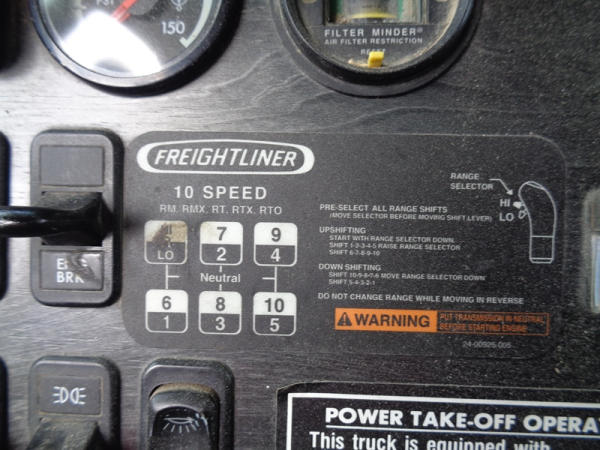 PSI
150
FILTER MINDER®
AIR FILTER RESTRICTION
RESET
FREIGHTLINER
10 SPEED
RM, RMX, RT, RTX, RTO
LO
7
2
9
4
Neutral
6
1
8
3
10
5
RANGE
SELECTOR
HI
LO
PRE-SELECT ALL RANGE SHIFTS
(MOVE SELECTOR BEFORE MOVING SHIFT LEVER)
UPSHIFTING
START WITH RANGE SELECTOR DOWN.
SHIFT 1-2-3-4-5 RAISE RANGE SELECTOR
SHIFT 6-7-8-9-10
DOWN SHIFTING
SHIFT 10-9-8-7-6 MOVE RANGE SELECTOR DOWN
SHIFT 5-4-3-2-1
DO NOT CHANGE RANGE WHILE MOVING IN REVERSE
WARNING
PUT TRANSMISSION IN NEUTRAL
BEFORE STARTING ENGINE
24-00925-005
BRK
POWER TAKE-OFF OPERA
This truck is equipped with